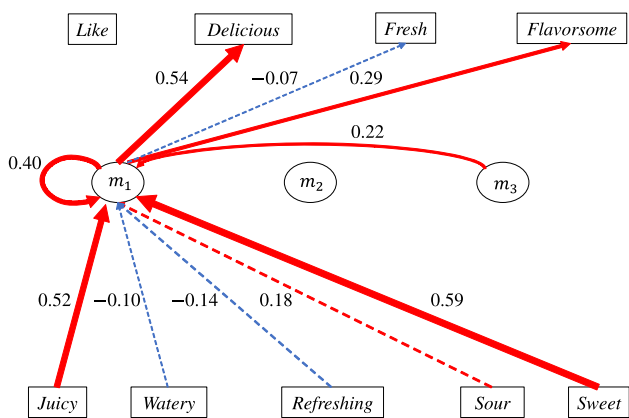 Like Delicious Fresh Flavorsome
0.54 −0.07 0.29
0.22
0.40
m₁ m₂ m₃
0.52 −0.10 −0.14 0.18 0.59
Juicy Watery Refreshing Sour Sweet